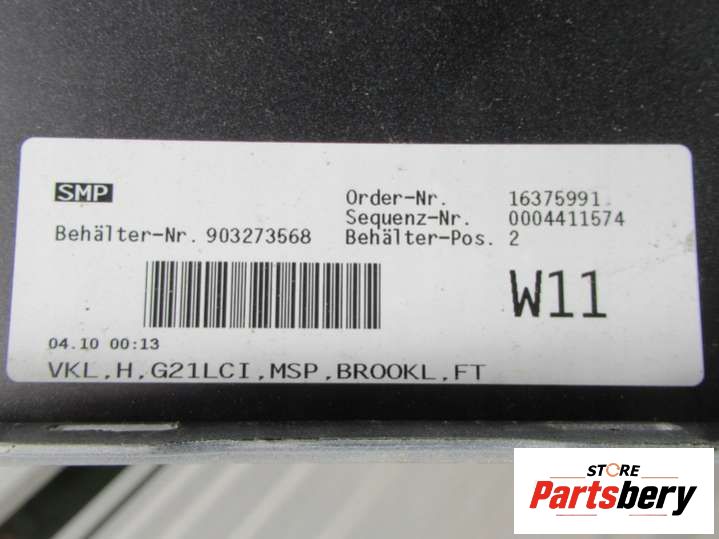 SMP
Order-Nr. 16375991
Sequenz-Nr. 0004411574
Behälter-Nr. 903273568 Behälter-Pos. 2
W11
04.10 00:13
VKL,H,G21LCI,MSP,BROOKL,FT
STORE
Partsbery